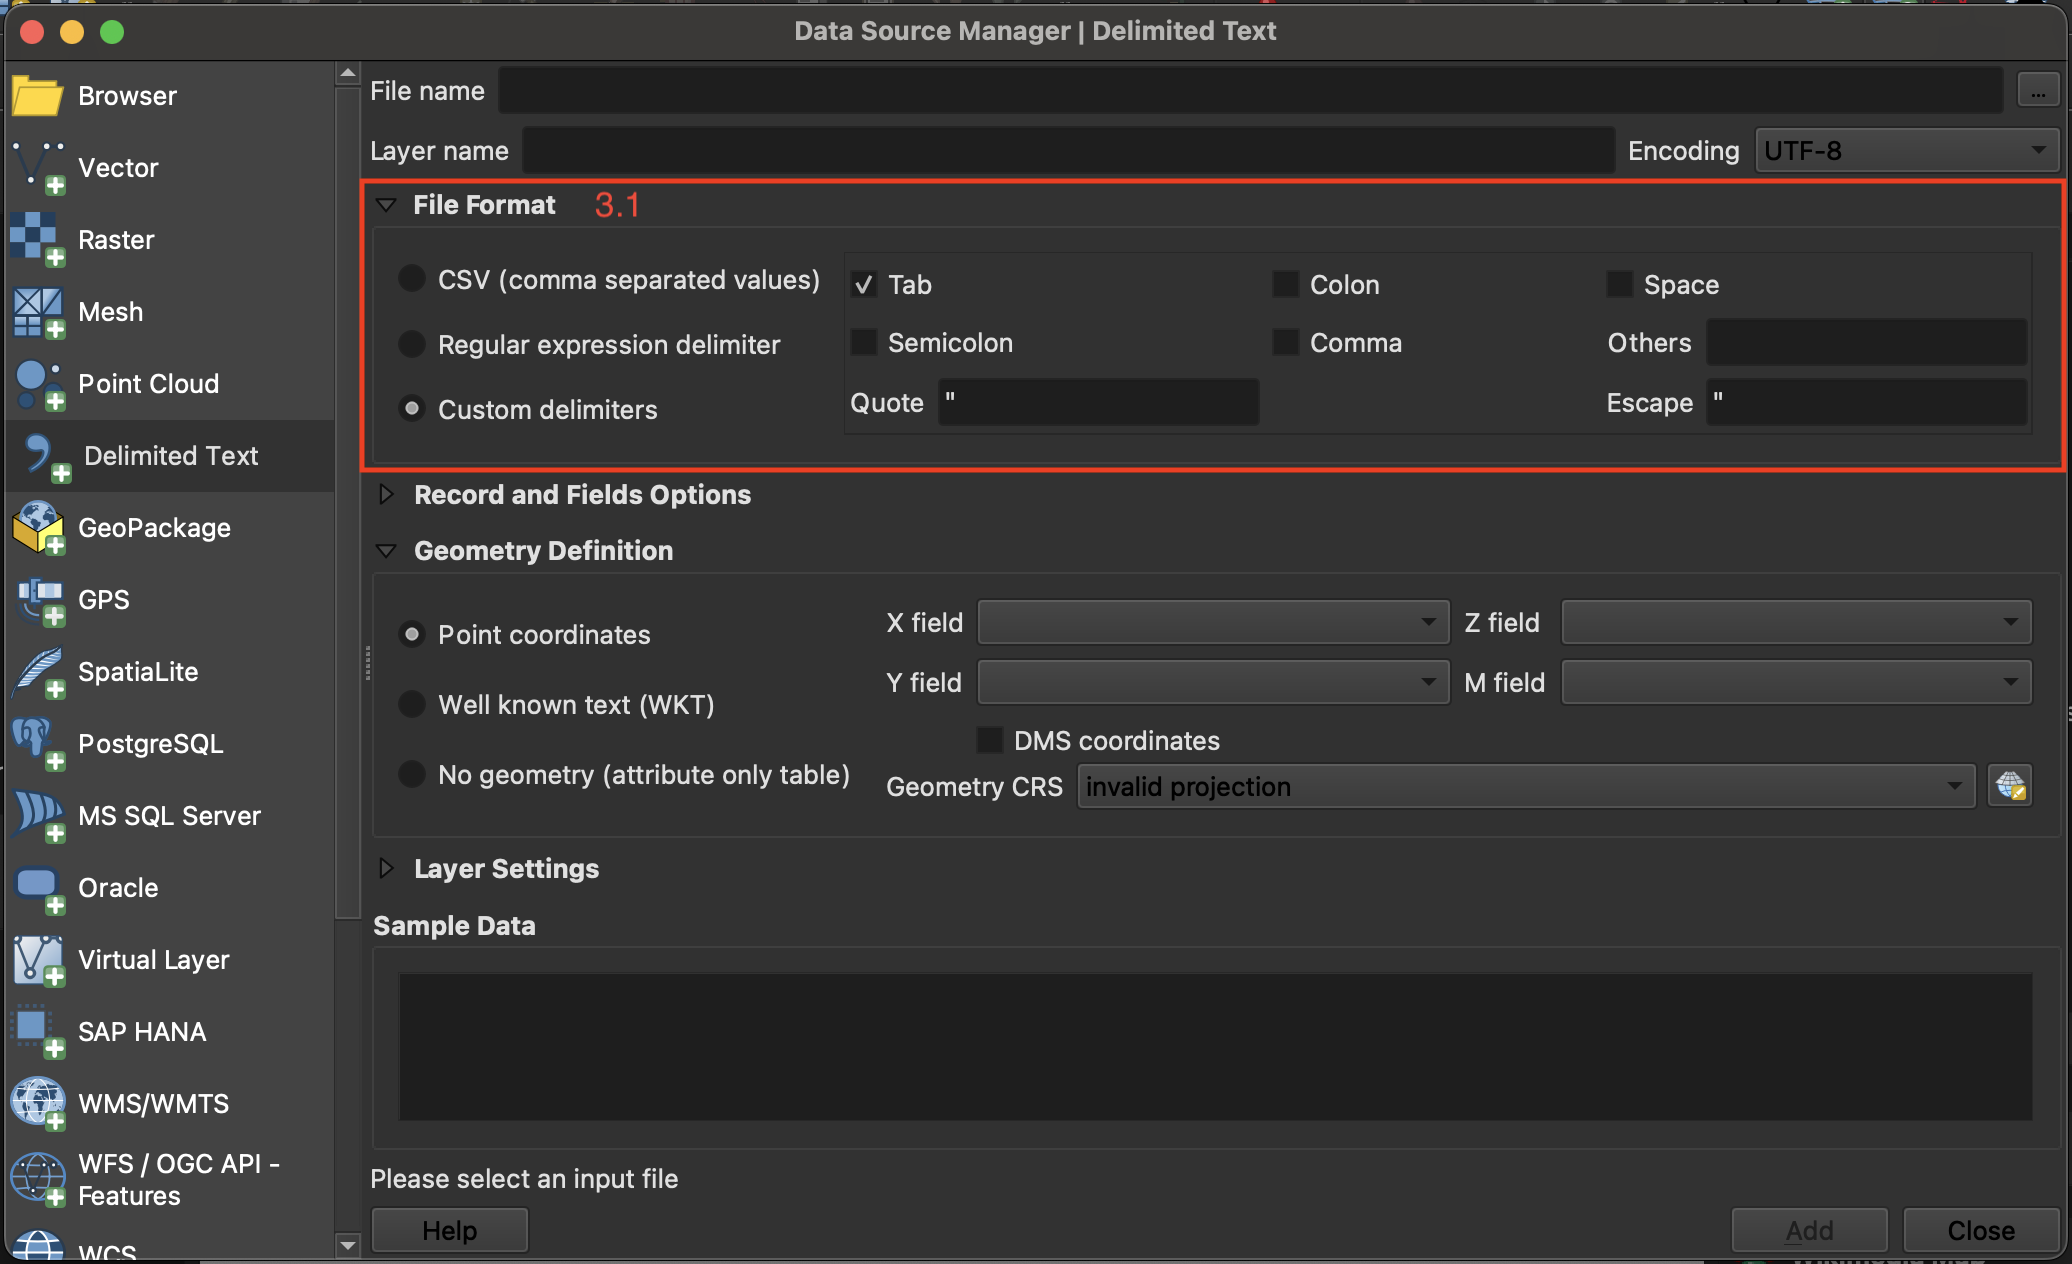 Data Source Manager | Delimited Text
Browser
Vector
Raster
Mesh
Point Cloud
Delimited Text
GeoPackage
GPS
SpatiaLite
PostgreSQL
MS SQL Server
Oracle
Virtual Layer
SAP HANA
WMS/WMTS
WFS / OGC API -
Features
WCS
File name
...
Layer name
Encoding UTF-8
File Format 3.1
CSV (comma separated values)
Regular expression delimiter
Custom delimiters
Tab Colon Space
Semicolon Comma Others
Quote " Escape "
Record and Fields Options
Geometry Definition
Point coordinates
Well known text (WKT)
No geometry (attribute only table)
X field Z field
Y field M field
DMS coordinates
Geometry CRS invalid projection
Layer Settings
Sample Data
Please select an input file
Help Add Close